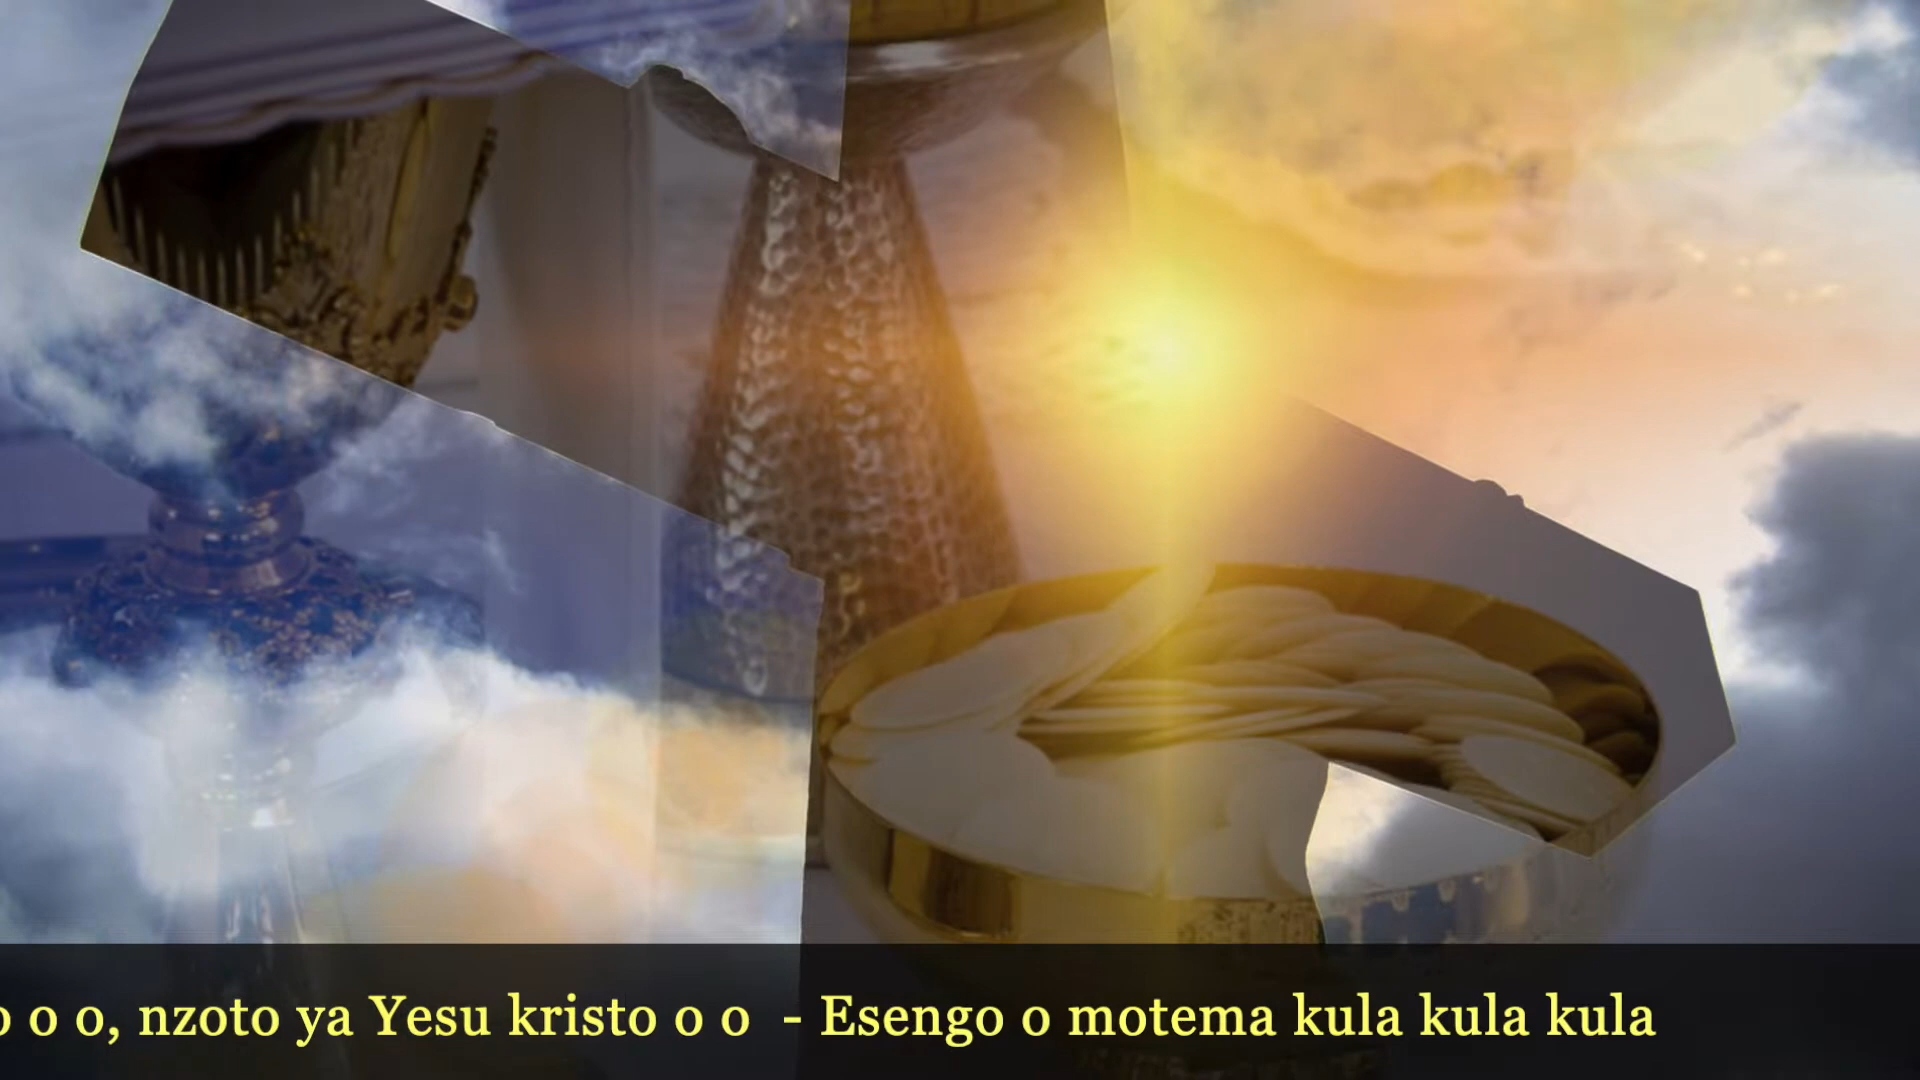 o o o, nzoto ya Yesu kristo o o - Esengo o motema kula kula kula